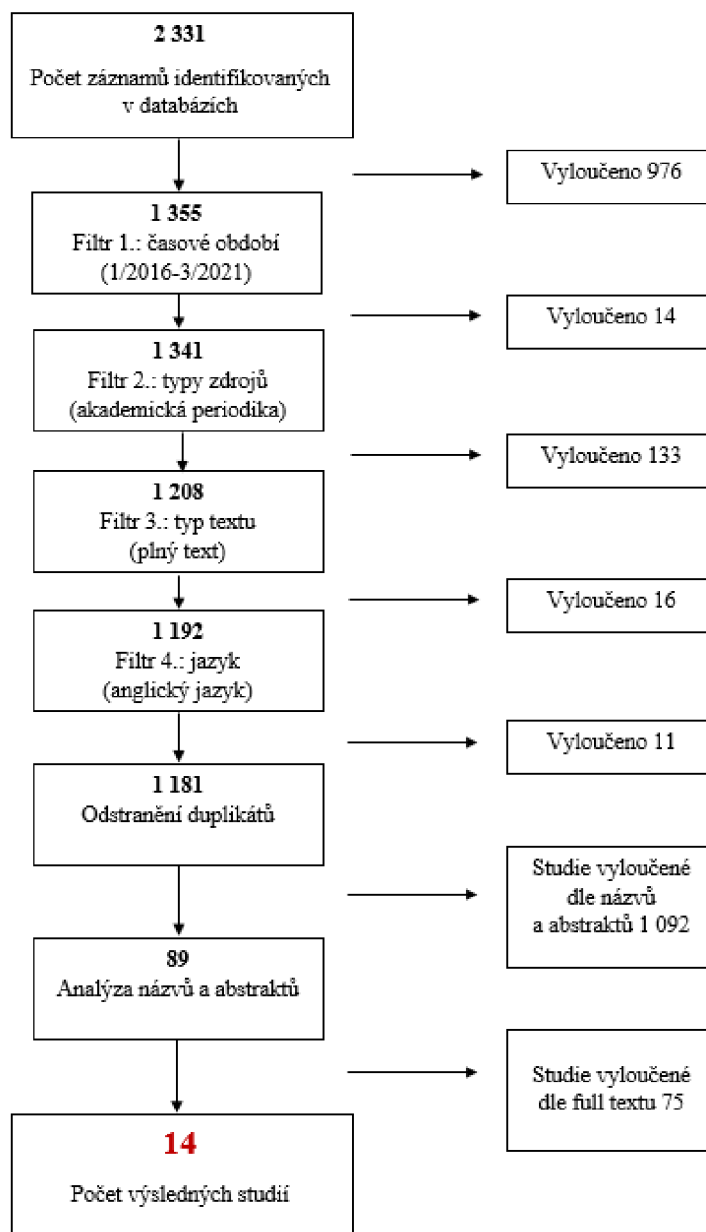 2 331
Počet záznamů identifikovaných
v databázích
Vyloučeno 976
1 355
Filtr 1.: časové období
(1/2016-3/2021)
Vyloučeno 14
1 341
Filtr 2.: typy zdrojů
(akademická periodika)
Vyloučeno 133
1 208
Filtr 3.: typ textu
(plný text)
Vyloučeno 16
1 192
Filtr 4.: jazyk
(anglický jazyk)
Vyloučeno 11
1 181
Odstranění duplikátů
Studie vyloučené
dle názvů
a abstraktů 1 092
89
Analýza názvů a abstraktů
Studie vyloučené
dle full textu 75
14
Počet výsledných studií